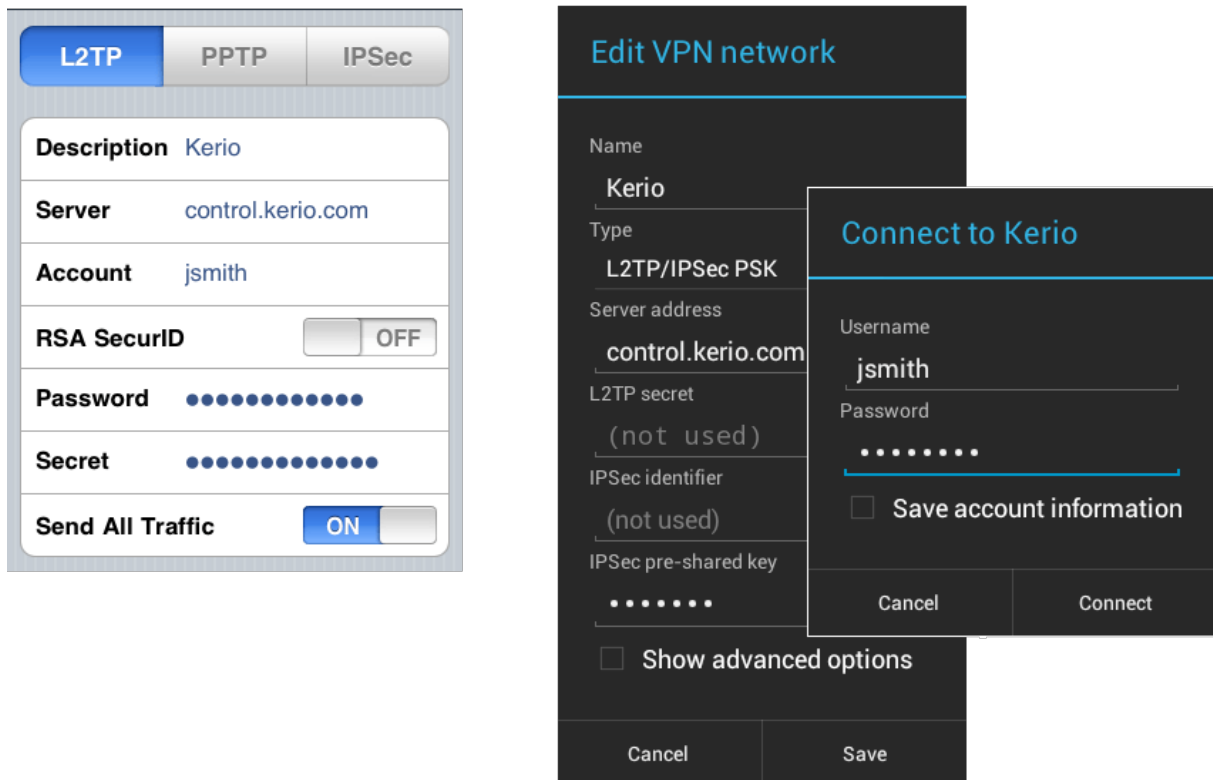 L2TP PPTP IPSec
Description Kerio
Server control.kerio.com
Account jsmith
RSA SecurID OFF
Password ••••••••••••
Secret •••••••••••••
Send All Traffic ON
Edit VPN network
Name
Kerio
Type
L2TP/IPSec PSK
Server address
control.kerio.com
L2TP secret
(not used)
IPSec identifier
(not used)
IPSec pre-shared key
•••••••
Show advanced options
Cancel Save
Connect to Kerio
Username
jsmith
Password
••••••••
Save account information
Cancel Connect